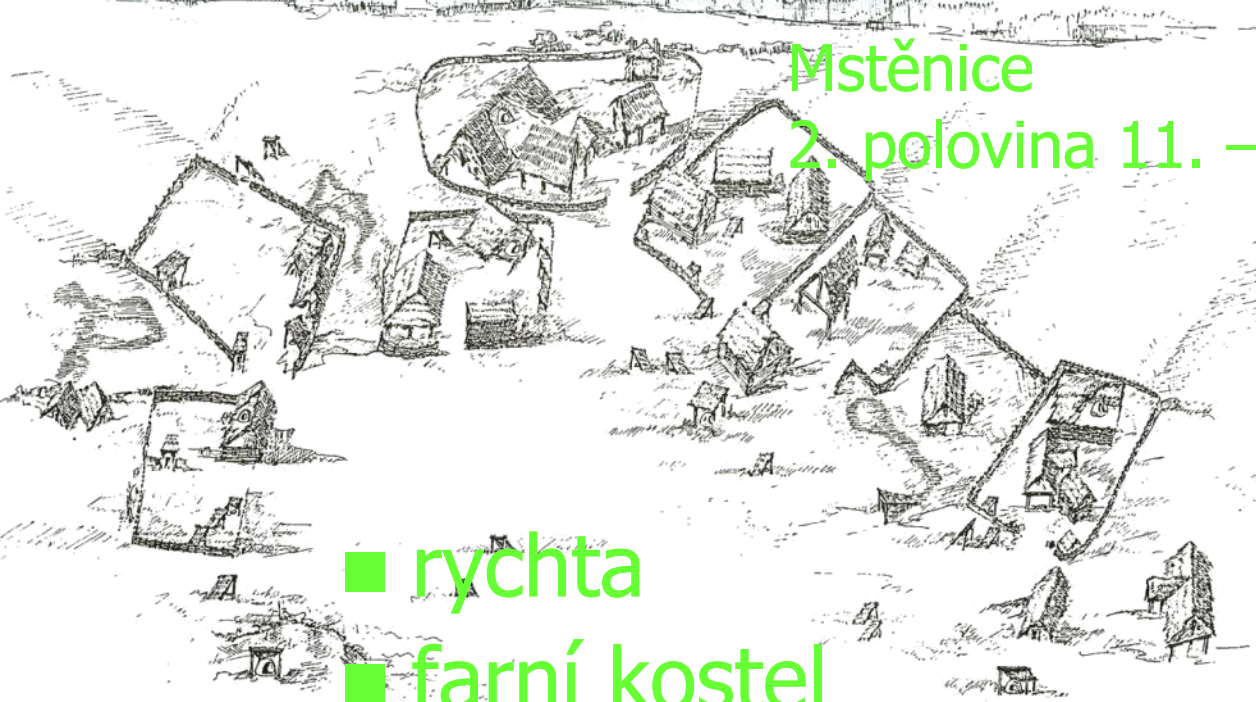 Mstěnice
2. polovina 11. –
■ rychta
■ farní kostel